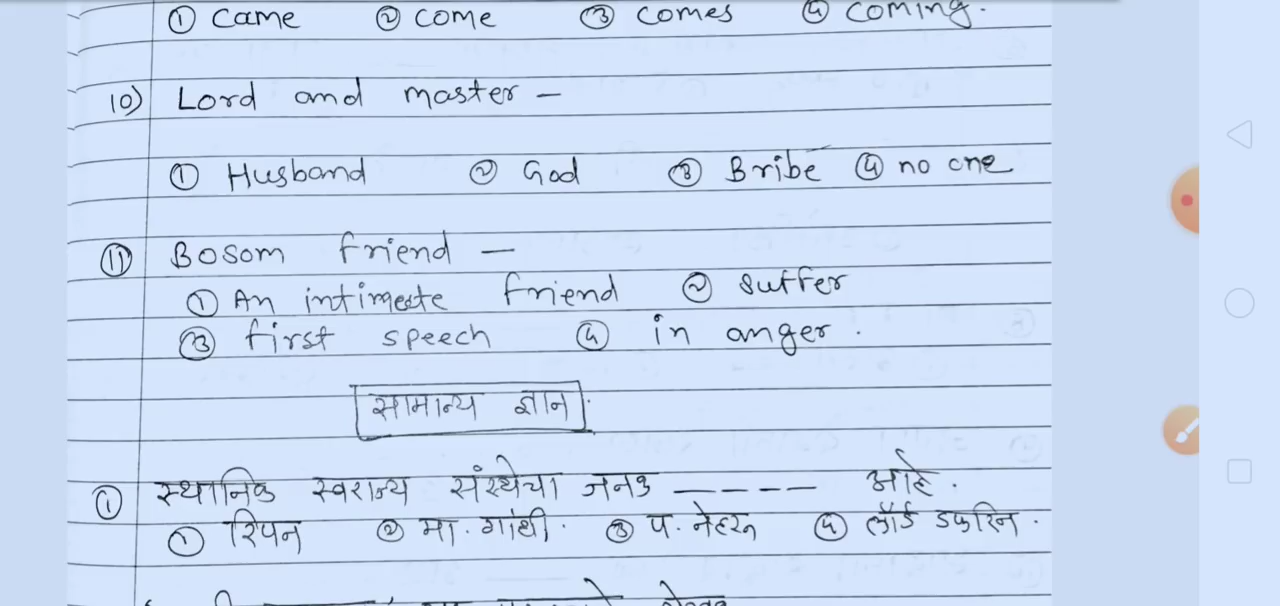 ① came ② come ③ comes ④ coming.
10) Lord and master —
① Husband ② God ③ Bribe ④ no one
⑪ Bosom friend —
① An intimate friend ② suffer
③ first speech ④ in anger.
सामान्य ज्ञान.
① स्थानिक स्वराज्य संस्थेचा जनक ----- आहे.
① रिपन ② मा. गांधी. ③ प. नेहरू ④ लॉर्ड डफरिन.